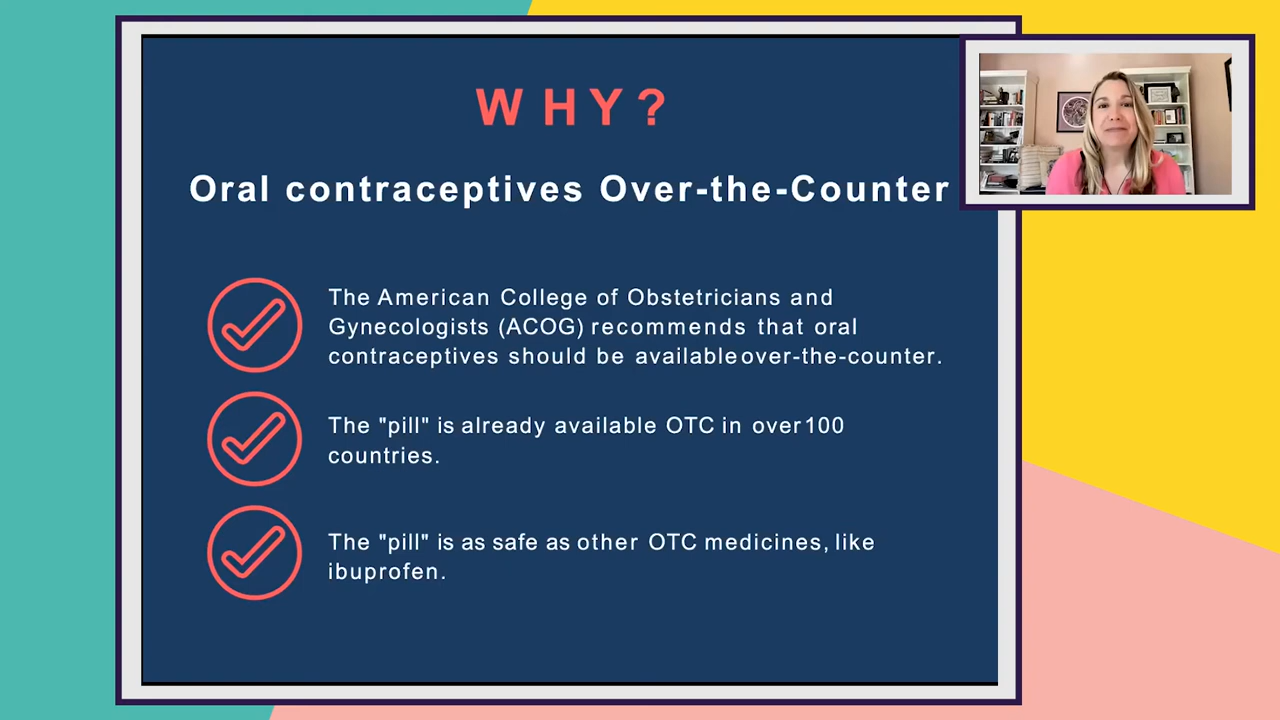 WHY?
Oral contraceptives Over-the-Counter
The American College of Obstetricians and
Gynecologists (ACOG) recommends that oral
contraceptives should be available over-the-counter.
The "pill" is already available OTC in over 100
countries.
The "pill" is as safe as other OTC medicines, like
ibuprofen.